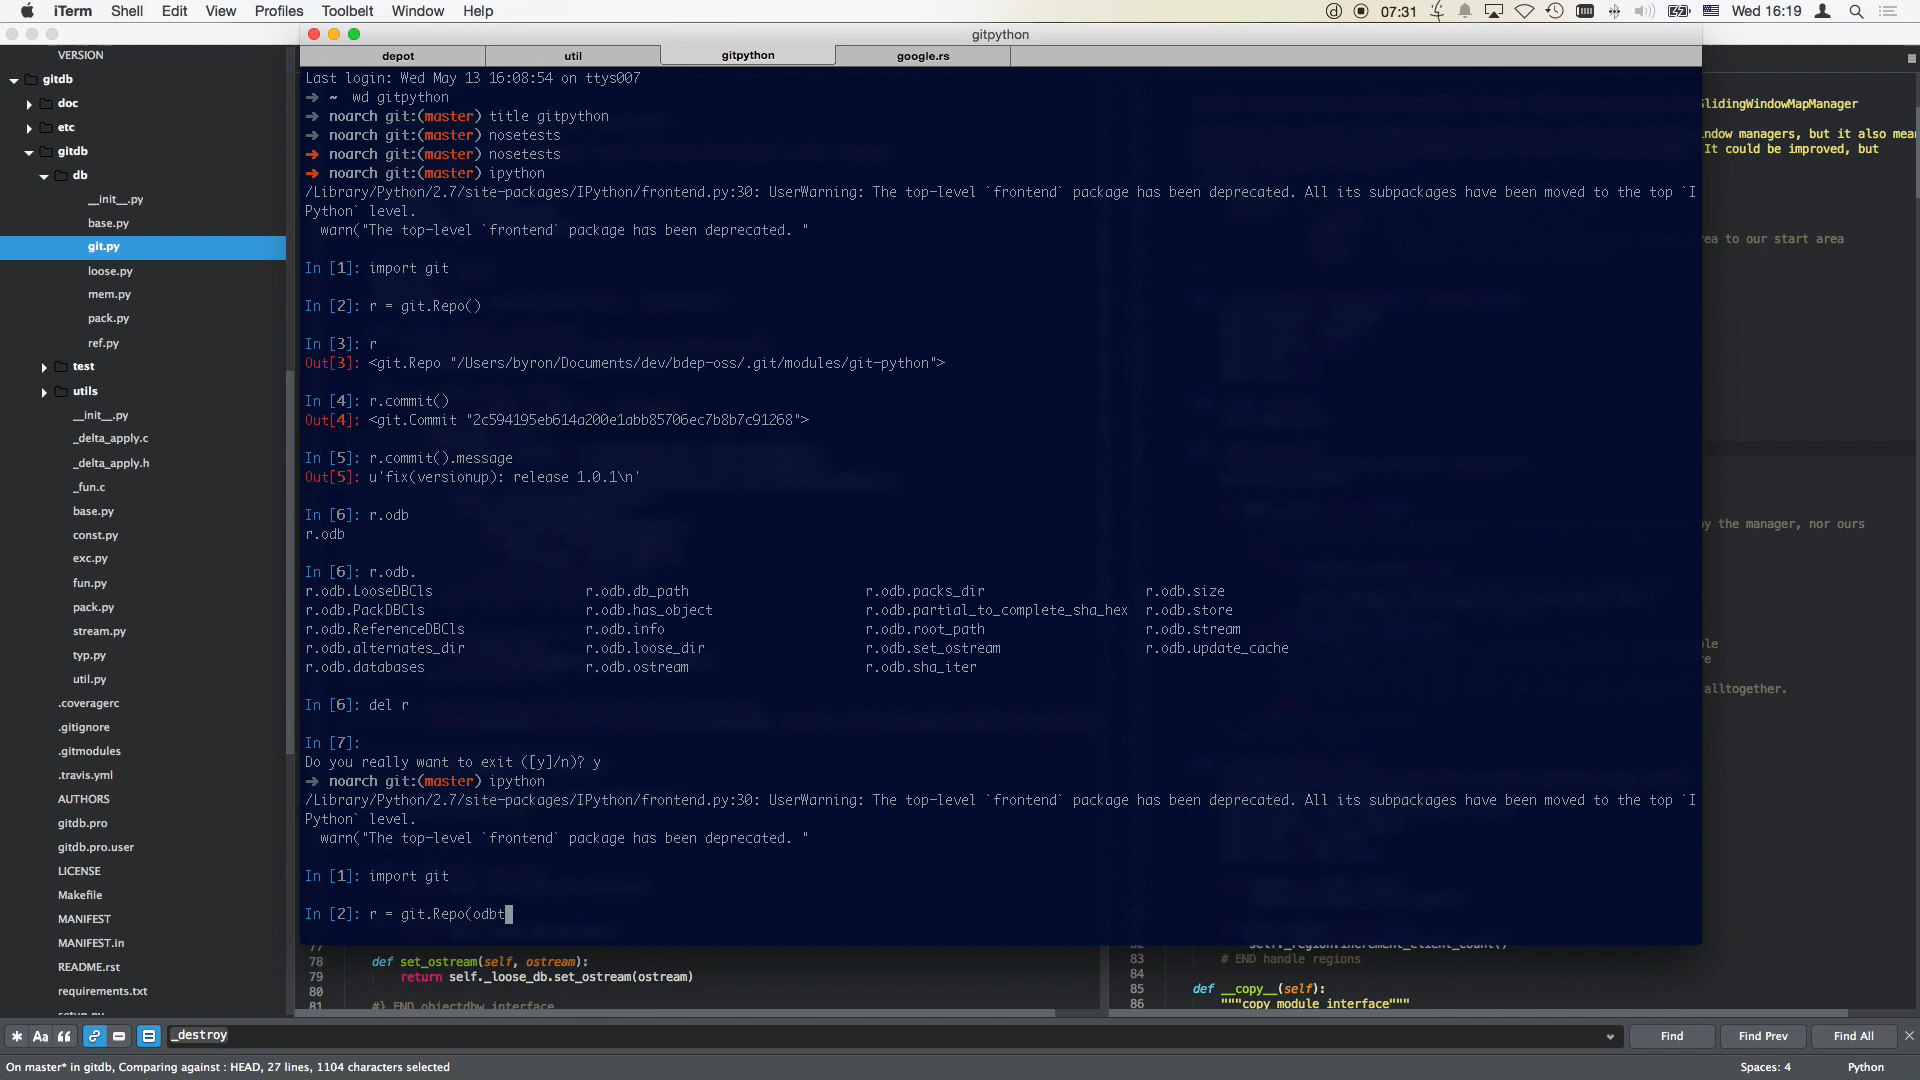 iTerm Shell Edit View Profiles Toolbelt Window Help 07:31 Wed 16:19
gitpython
depot util gitpython google.rs
VERSION
gitdb
doc
etc
gitdb
db
__init__.py
base.py
git.py
loose.py
mem.py
pack.py
ref.py
test
utils
__init__.py
_delta_apply.c
_delta_apply.h
_fun.c
base.py
const.py
exc.py
fun.py
pack.py
stream.py
typ.py
util.py
.coveragerc
.gitignore
.gitmodules
.travis.yml
AUTHORS
gitdb.pro
gitdb.pro.user
LICENSE
Makefile
MANIFEST
MANIFEST.in
README.rst
requirements.txt
setup.py
Last login: Wed May 13 16:08:54 on ttys007
➜ ~ wd gitpython
➜ noarch git:(master) title gitpython
➜ noarch git:(master) nosetests
➜ noarch git:(master) nosetests
➜ noarch git:(master) ipython
/Library/Python/2.7/site-packages/IPython/frontend.py:30: UserWarning: The top-level `frontend` package has been deprecated. All its subpackages have been moved to the top `I
Python` level.
warn("The top-level `frontend` package has been deprecated. "
In [1]: import git
In [2]: r = git.Repo()
In [3]: r
Out[3]: <git.Repo "/Users/byron/Documents/dev/bdep-oss/.git/modules/git-python">
In [4]: r.commit()
Out[4]: <git.Commit "2c594195eb614a200e1abb85706ec7b8b7c91268">
In [5]: r.commit().message
Out[5]: u'fix(versionup): release 1.0.1\n'
In [6]: r.odb
r.odb
In [6]: r.odb.
r.odb.LooseDBCls r.odb.db_path r.odb.packs_dir r.odb.size
r.odb.PackDBCls r.odb.has_object r.odb.partial_to_complete_sha_hex r.odb.store
r.odb.ReferenceDBCls r.odb.info r.odb.root_path r.odb.stream
r.odb.alternates_dir r.odb.loose_dir r.odb.set_ostream r.odb.update_cache
r.odb.databases r.odb.ostream r.odb.sha_iter
In [6]: del r
In [7]:
Do you really want to exit ([y]/n)? y
➜ noarch git:(master) ipython
/Library/Python/2.7/site-packages/IPython/frontend.py:30: UserWarning: The top-level `frontend` package has been deprecated. All its subpackages have been moved to the top `I
Python` level.
warn("The top-level `frontend` package has been deprecated. "
In [1]: import git
In [2]: r = git.Repo(odbt
SlidingWindowMapManager
ndow managers, but it also mean
It could be improved, but
ea to our start area
y the manager, nor ours
ble
re
alltogether.
77
78 def set_ostream(self, ostream):
79 return self._loose_db.set_ostream(ostream)
80
81 #} END objectdbw interface
82 self._region.increment_client_count()
83 # END handle regions
84
85 def __copy__(self):
86 """copy module interface"""
_destroy Find Find Prev Find All
On master* in gitdb, Comparing against : HEAD, 27 lines, 1104 characters selected Spaces: 4 Python